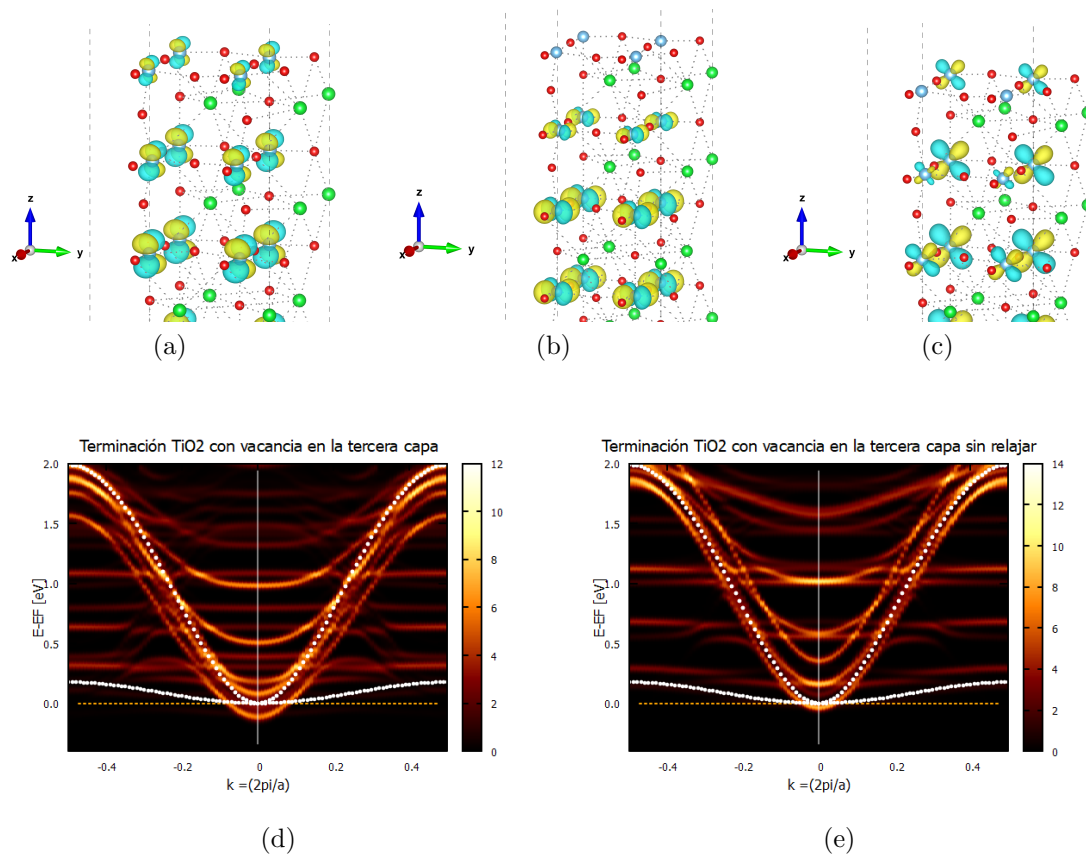 z
x
y
z
x
y
z
x
y
(a)
(b)
(c)
Terminación TiO2 con vacancia en la tercera capa
2.0
1.5
1.0
0.5
0.0
E-EF [eV]
-0.4 -0.2 0 0.2 0.4
k =(2pi/a)
12
10
8
6
4
2
0
(d)
Terminación TiO2 con vacancia en la tercera capa sin relajar
2.0
1.5
1.0
0.5
0.0
E-EF [eV]
-0.4 -0.2 0 0.2 0.4
k =(2pi/a)
14
12
10
8
6
4
2
0
(e)